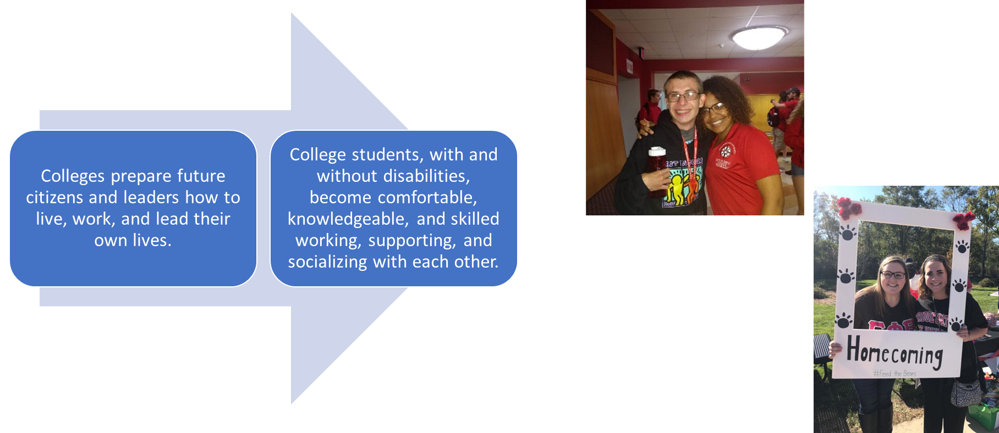 Colleges prepare future
citizens and leaders how to
live, work, and lead their
own lives.
College students, with and
without disabilities,
become comfortable,
knowledgeable, and skilled
working, supporting, and
socializing with each other.
ΓΦΒ
Homecoming
#Feed the Bears